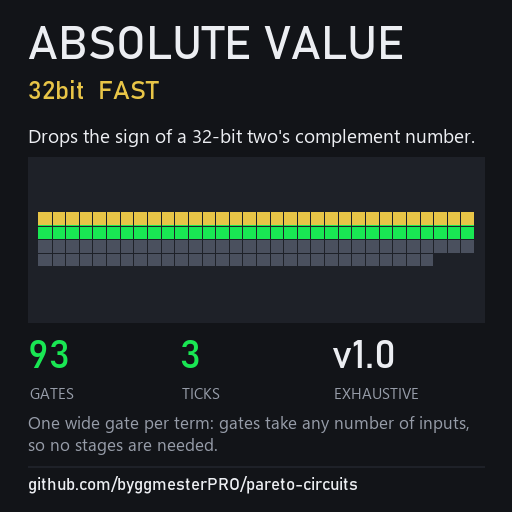 ABSOLUTE VALUE
32bit FAST
Drops the sign of a 32-bit two's complement number.
93 3 v1.0
GATES TICKS EXHAUSTIVE
One wide gate per term: gates take any number of inputs,
so no stages are needed.
github.com/byggmesterPRO/pareto-circuits